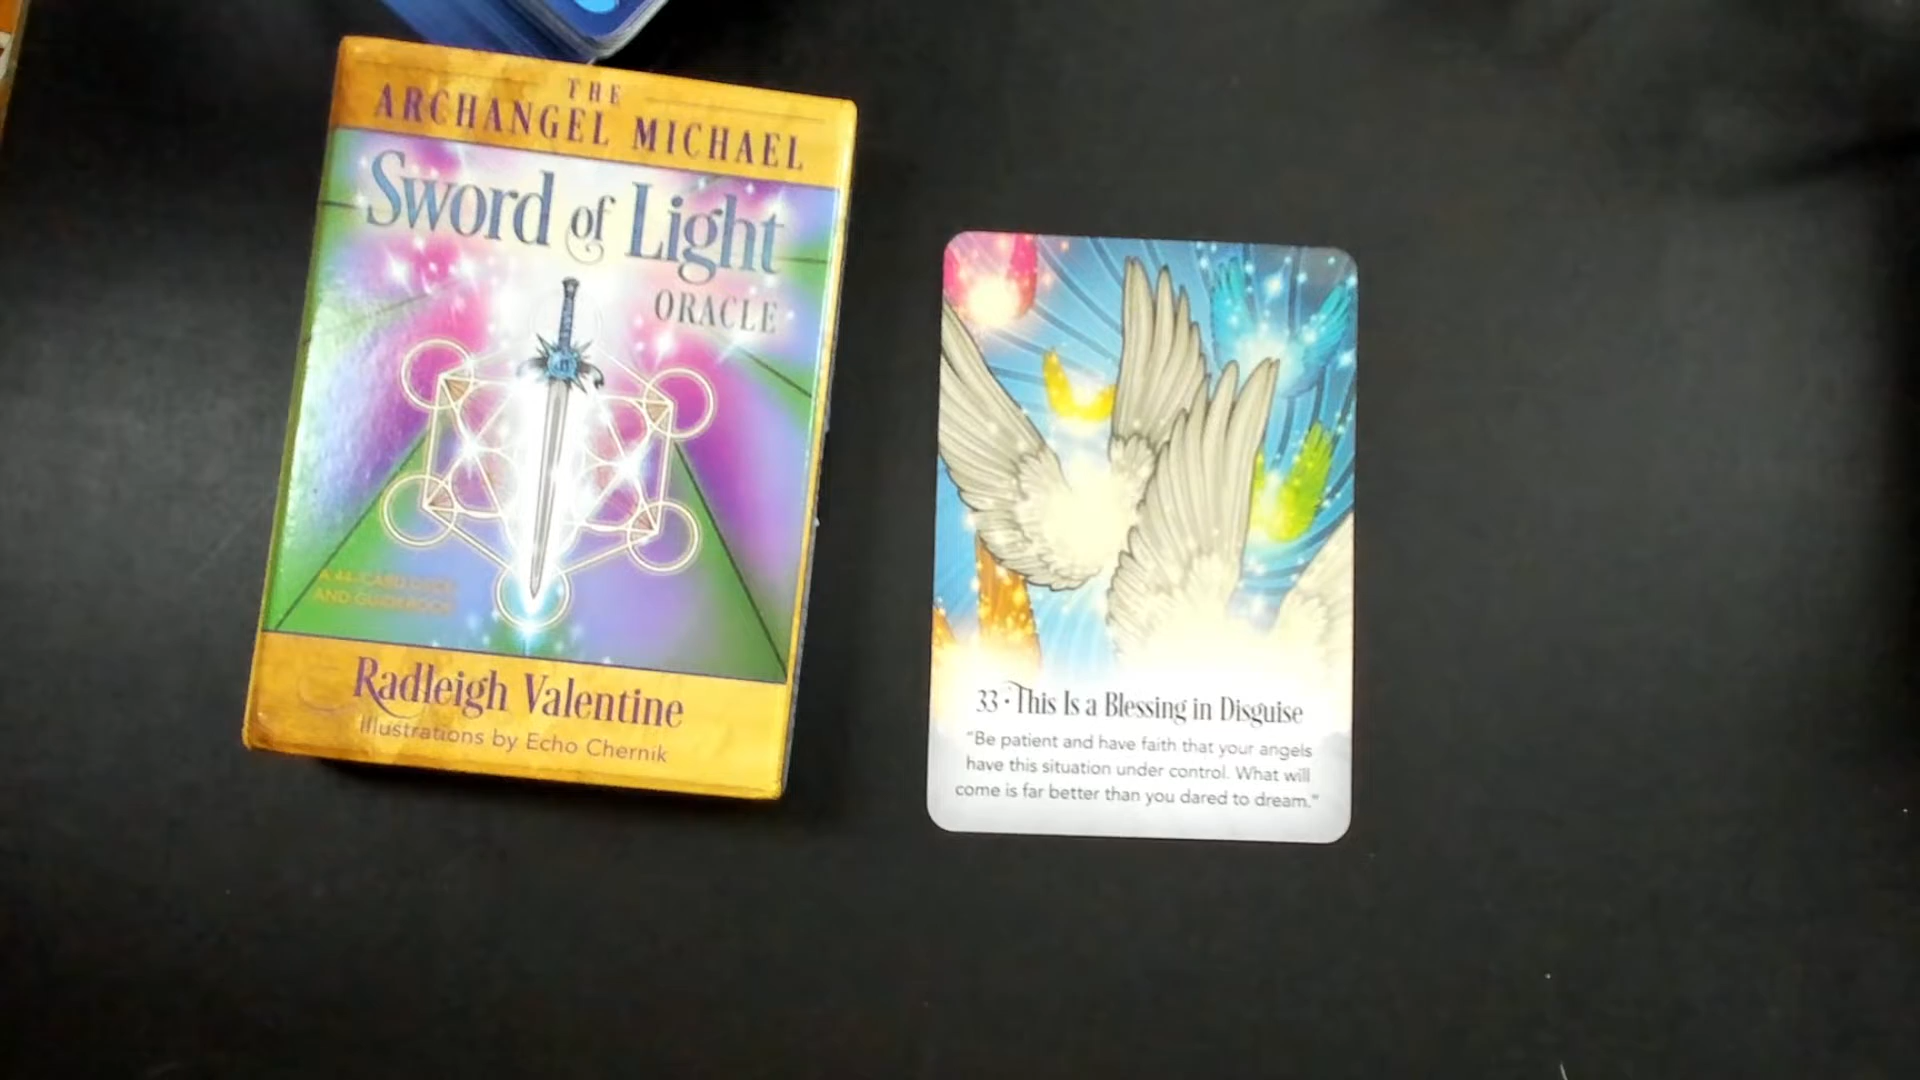 THE
ARCHANGEL MICHAEL
Sword of Light
ORACLE
A 44-CARD DECK
AND GUIDEBOOK
Radleigh Valentine
Illustrations by Echo Chernik
33 • This Is a Blessing in Disguise
"Be patient and have faith that your angels
have this situation under control. What will
come is far better than you dared to dream."